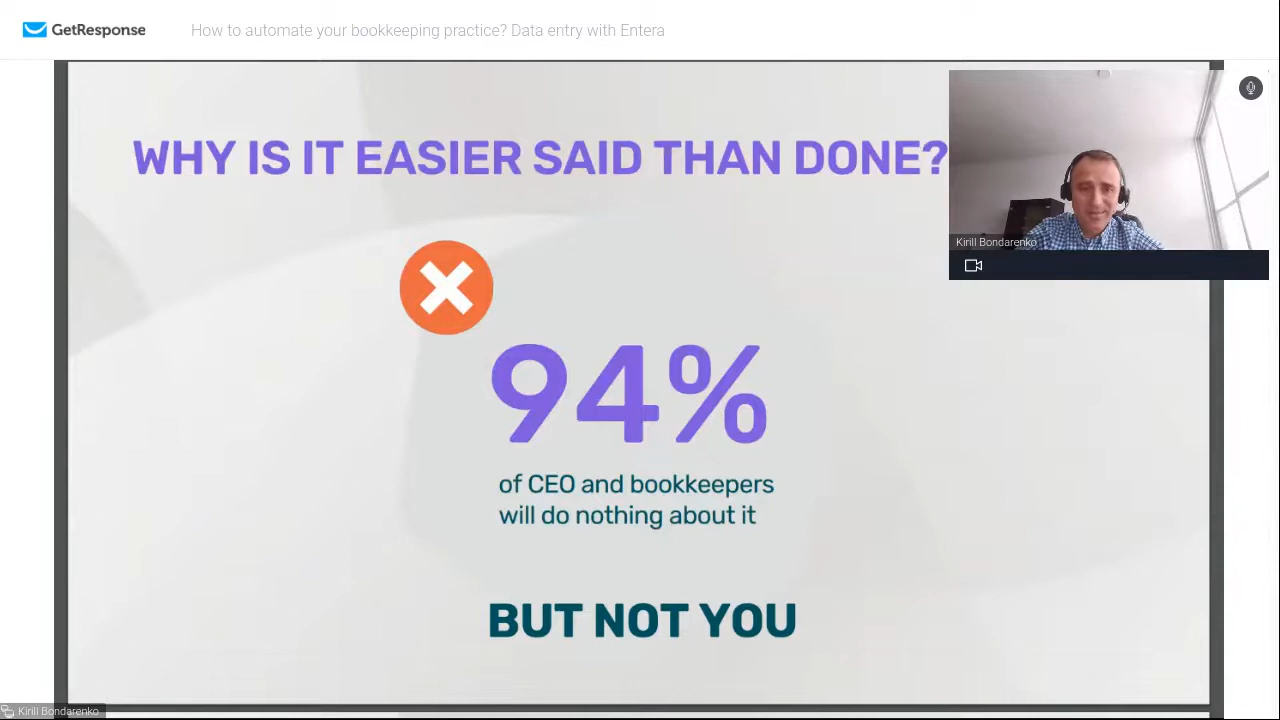 GetResponse
How to automate your bookkeeping practice? Data entry with Entera
WHY IS IT EASIER SAID THAN DONE?
Kirill Bondarenko
94%
of CEO and bookkeepers
will do nothing about it
BUT NOT YOU
Kirill Bondarenko